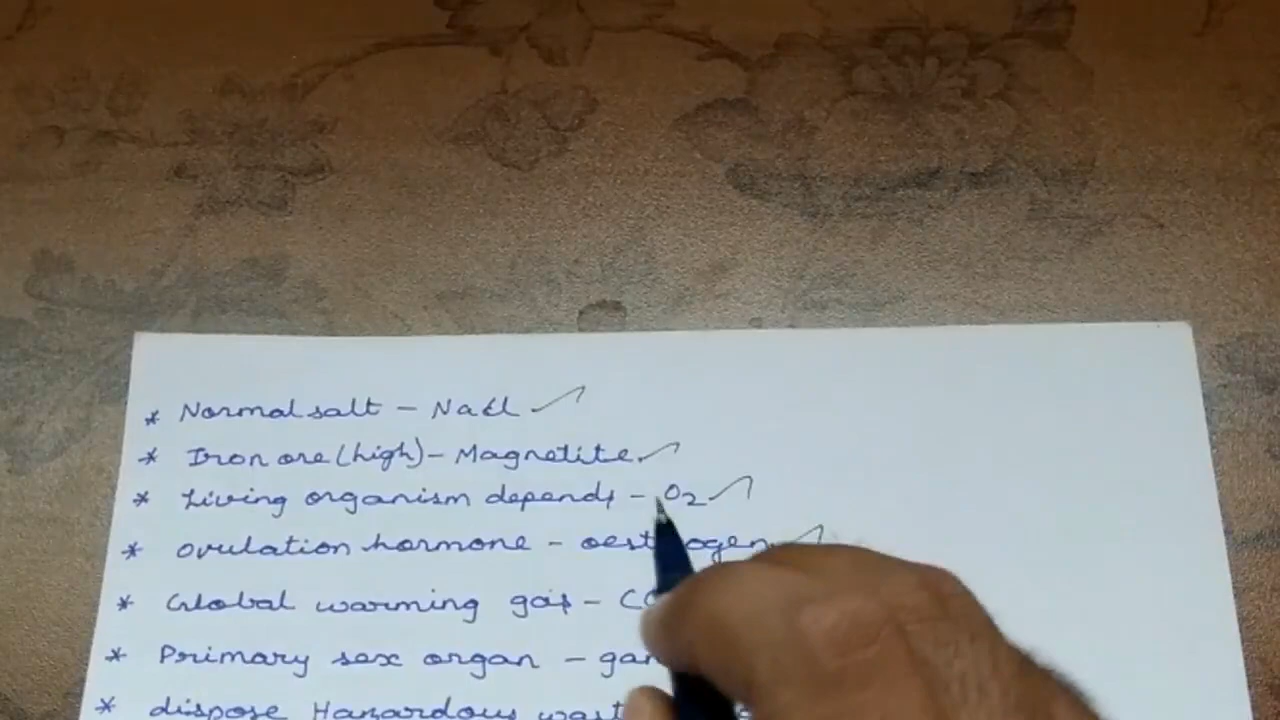 * Normal salt - Nacl
* Iron ore (high) - Magnetite
* Living organism depends - O2
* ovulation hormone - oestrogen
* Global warming gas -
* Primary sex organ -
* dispose Hazardous